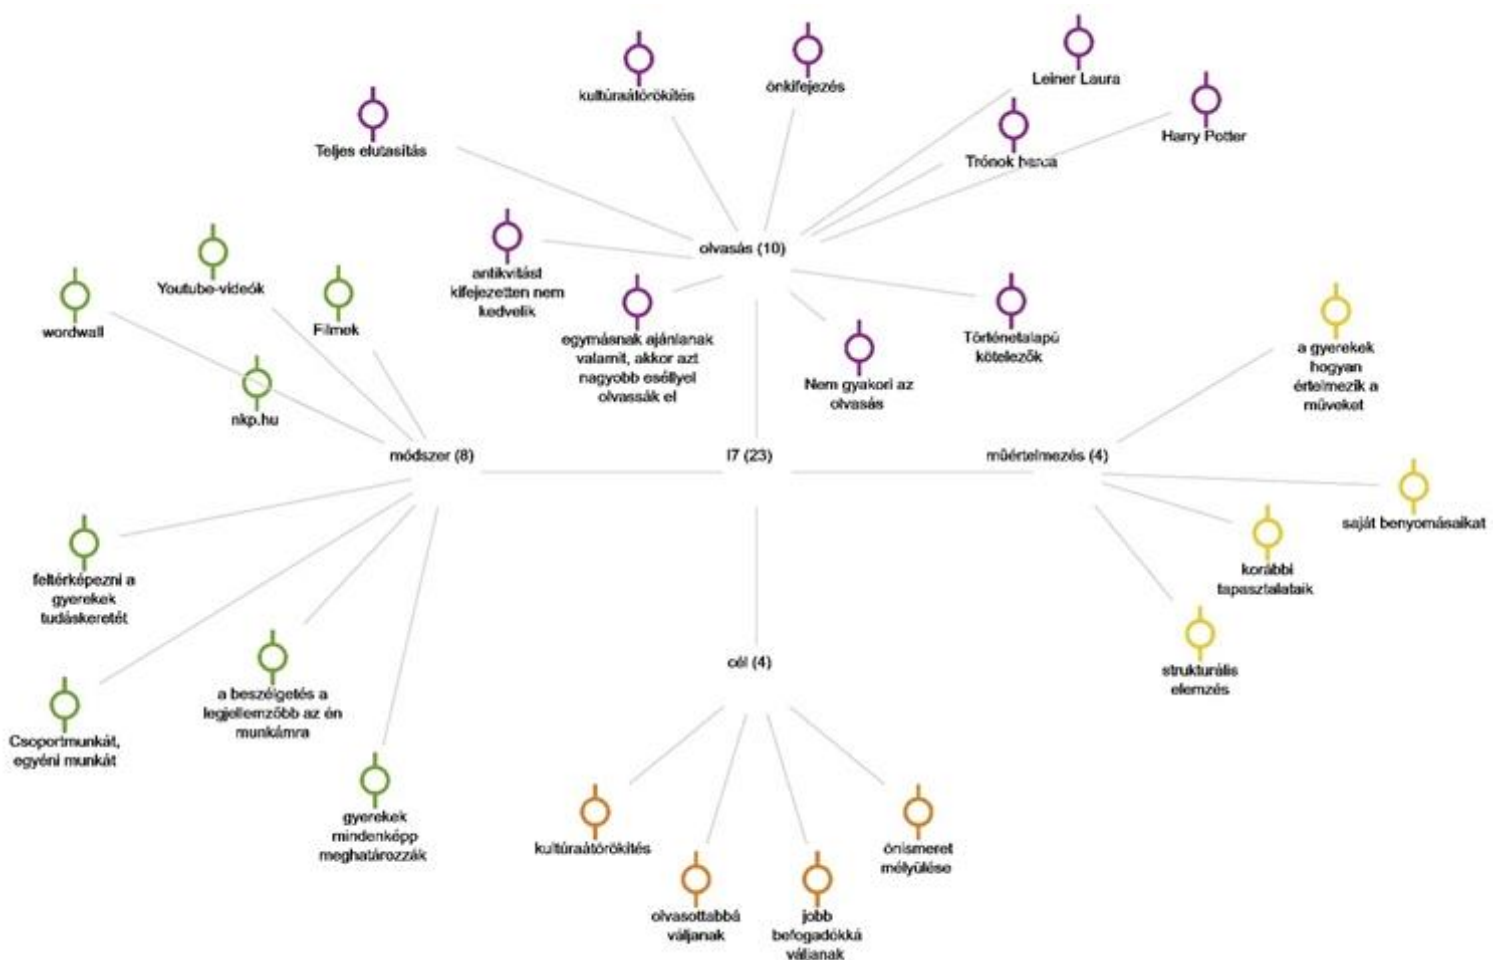 Leiner Laura
önkifejezés
kultúraátörökítés
Harry Potter
Teljes elutasítás
Trónok harca
olvasás (10)
antikvitást
kifejezetten nem
kedvelik
Youtube-videók
wordwall
Filmek
egymásnak ajánlanak
valamit, akkor azt
nagyobb eséllyel
olvassák el
Történetalapú
kötelezők
a gyerekek
hogyan
értelmezik a
műveket
Nem gyakori az
olvasás
nkp.hu
módszer (8)
I7 (23)
műértelmezés (4)
saját benyomásaikat
korábbi
tapasztalataik
feltérképezni a
gyerekek
tudáskeretét
cél (4)
strukturális
elemzés
a beszélgetés a
legjellemzőbb az én
munkámra
Csoportmunkát,
egyéni munkát
gyerekek
mindenképp
meghatározzák
kultúraátörökítés
önismeret
mélyülése
olvasottabbá
váljanak
jobb
befogadókká
váljanak